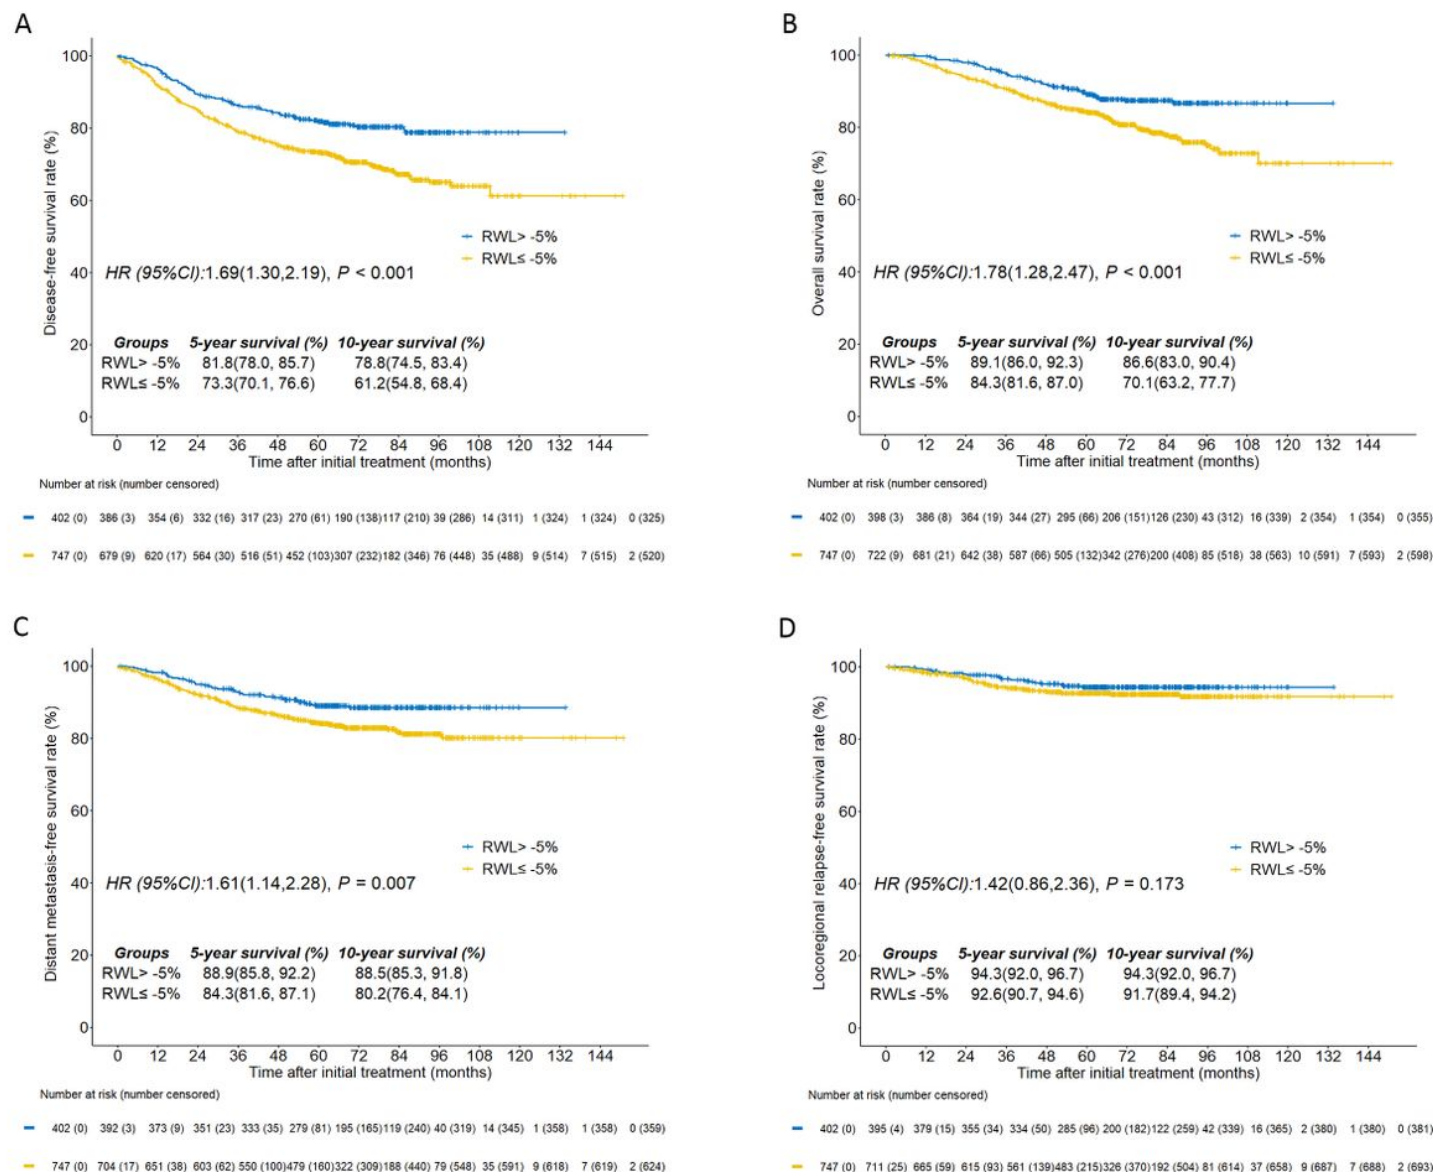 A
Disease-free survival rate (%)
100
80
60
40
20
0
RWL> -5%
RWL≤ -5%
HR (95%CI):1.69(1.30,2.19), P < 0.001
Groups 5-year survival (%) 10-year survival (%)
RWL> -5% 81.8(78.0, 85.7) 78.8(74.5, 83.4)
RWL≤ -5% 73.3(70.1, 76.6) 61.2(54.8, 68.4)
0 12 24 36 48 60 72 84 96 108 120 132 144
Time after initial treatment (months)
Number at risk (number censored)
402 (0) 386 (3) 354 (6) 332 (16) 317 (23) 270 (61) 190 (138) 117 (210) 39 (286) 14 (311) 1 (324) 1 (324) 0 (325)
747 (0) 679 (9) 620 (17) 564 (30) 516 (51) 452 (103) 307 (232) 182 (346) 76 (448) 35 (488) 9 (514) 7 (515) 2 (520)
B
Overall survival rate (%)
100
80
60
40
20
0
RWL> -5%
RWL≤ -5%
HR (95%CI):1.78(1.28,2.47), P < 0.001
Groups 5-year survival (%) 10-year survival (%)
RWL> -5% 89.1(86.0, 92.3) 86.6(83.0, 90.4)
RWL≤ -5% 84.3(81.6, 87.0) 70.1(63.2, 77.7)
0 12 24 36 48 60 72 84 96 108 120 132 144
Time after initial treatment (months)
Number at risk (number censored)
402 (0) 398 (3) 386 (8) 364 (19) 344 (27) 295 (66) 206 (151) 126 (230) 43 (312) 16 (339) 2 (354) 1 (354) 0 (355)
747 (0) 722 (9) 681 (21) 642 (38) 587 (66) 505 (132) 342 (276) 200 (408) 85 (518) 38 (563) 10 (591) 7 (593) 2 (598)
C
Distant metastasis-free survival rate (%)
100
80
60
40
20
0
RWL> -5%
RWL≤ -5%
HR (95%CI):1.61(1.14,2.28), P = 0.007
Groups 5-year survival (%) 10-year survival (%)
RWL> -5% 88.9(85.8, 92.2) 88.5(85.3, 91.8)
RWL≤ -5% 84.3(81.6, 87.1) 80.2(76.4, 84.1)
0 12 24 36 48 60 72 84 96 108 120 132 144
Time after initial treatment (months)
Number at risk (number censored)
402 (0) 392 (3) 373 (9) 351 (23) 333 (35) 279 (81) 195 (165) 119 (240) 40 (319) 14 (345) 1 (358) 1 (358) 0 (359)
747 (0) 704 (17) 651 (38) 603 (62) 550 (100) 479 (160) 322 (309) 188 (440) 79 (548) 35 (591) 9 (618) 7 (619) 2 (624)
D
Locoregional relapse-free survival rate (%)
100
80
60
40
20
0
RWL> -5%
RWL≤ -5%
HR (95%CI):1.42(0.86,2.36), P = 0.173
Groups 5-year survival (%) 10-year survival (%)
RWL> -5% 94.3(92.0, 96.7) 94.3(92.0, 96.7)
RWL≤ -5% 92.6(90.7, 94.6) 91.7(89.4, 94.2)
0 12 24 36 48 60 72 84 96 108 120 132 144
Time after initial treatment (months)
Number at risk (number censored)
402 (0) 395 (4) 379 (15) 355 (34) 334 (50) 285 (96) 200 (182) 122 (259) 42 (339) 16 (365) 2 (380) 1 (380) 0 (381)
747 (0) 711 (25) 665 (59) 615 (93) 561 (139) 483 (215) 326 (370) 192 (504) 81 (614) 37 (658) 9 (687) 7 (688) 2 (693)